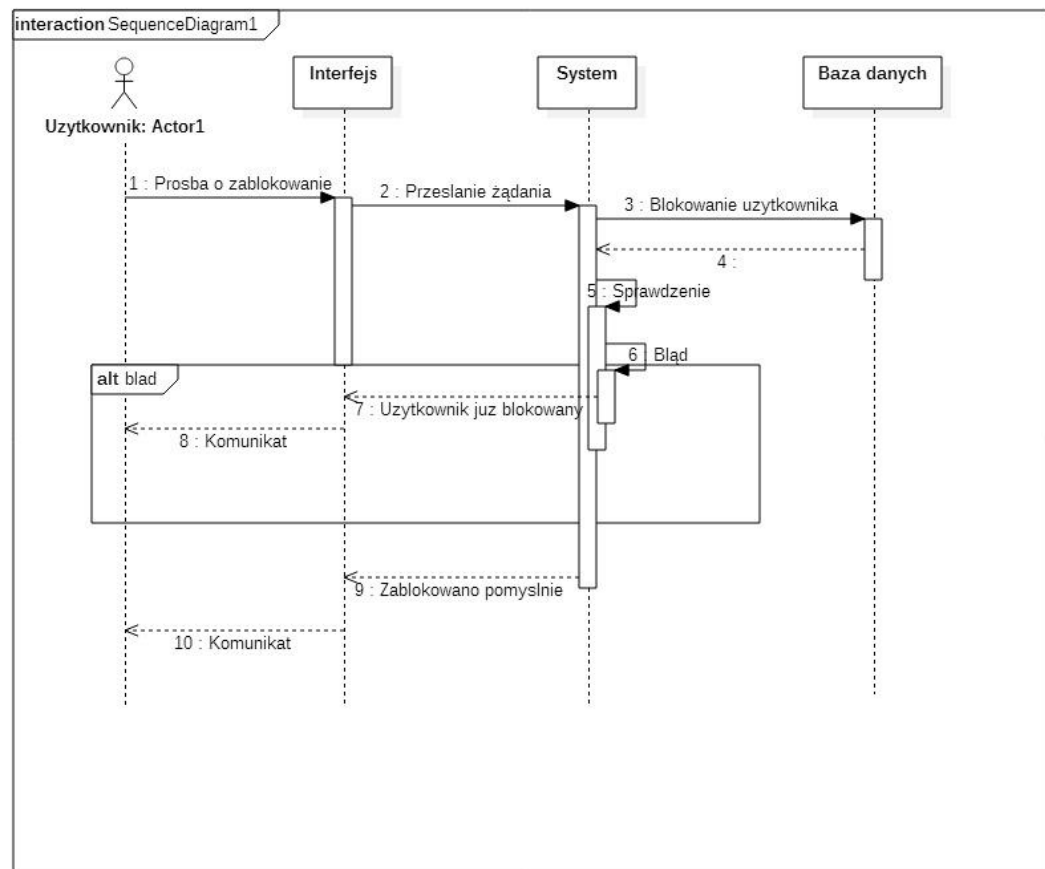 interaction SequenceDiagram1
Uzytkownik: Actor1
Interfejs
System
Baza danych
1 : Prosba o zablokowanie
2 : Przeslanie żądania
3 : Blokowanie uzytkownika
4 :
5 : Sprawdzenie
6 : Błąd
alt blad
7 : Uzytkownik juz blokowany
8 : Komunikat
9 : Zablokowano pomyslnie
10 : Komunikat